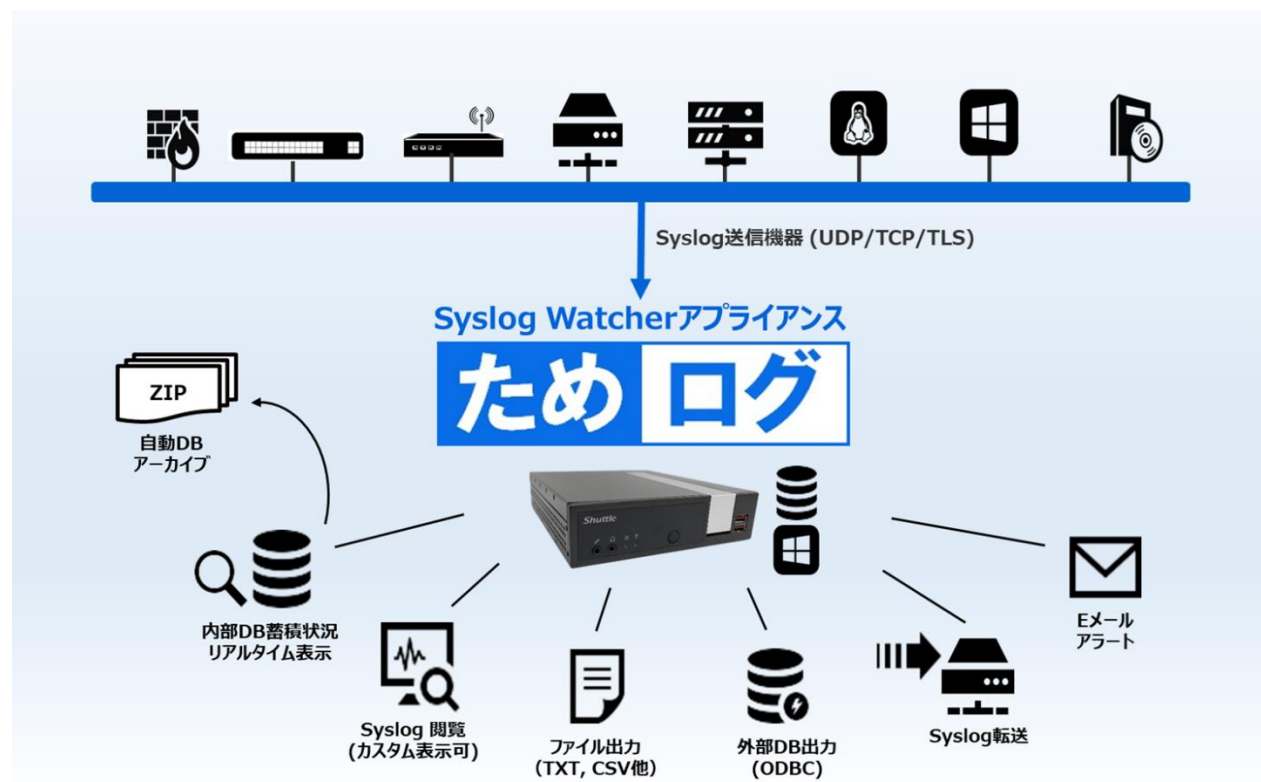 Syslog送信機器 (UDP/TCP/TLS)
Syslog Watcherアプライアンス
ため ログ
ZIP
自動DB
アーカイブ
Shuttle
内部DB蓄積状況
リアルタイム表示
Syslog 閲覧
(カスタム表示可)
ファイル出力
(TXT, CSV他)
外部DB出力
(ODBC)
Syslog転送
Eメール
アラート